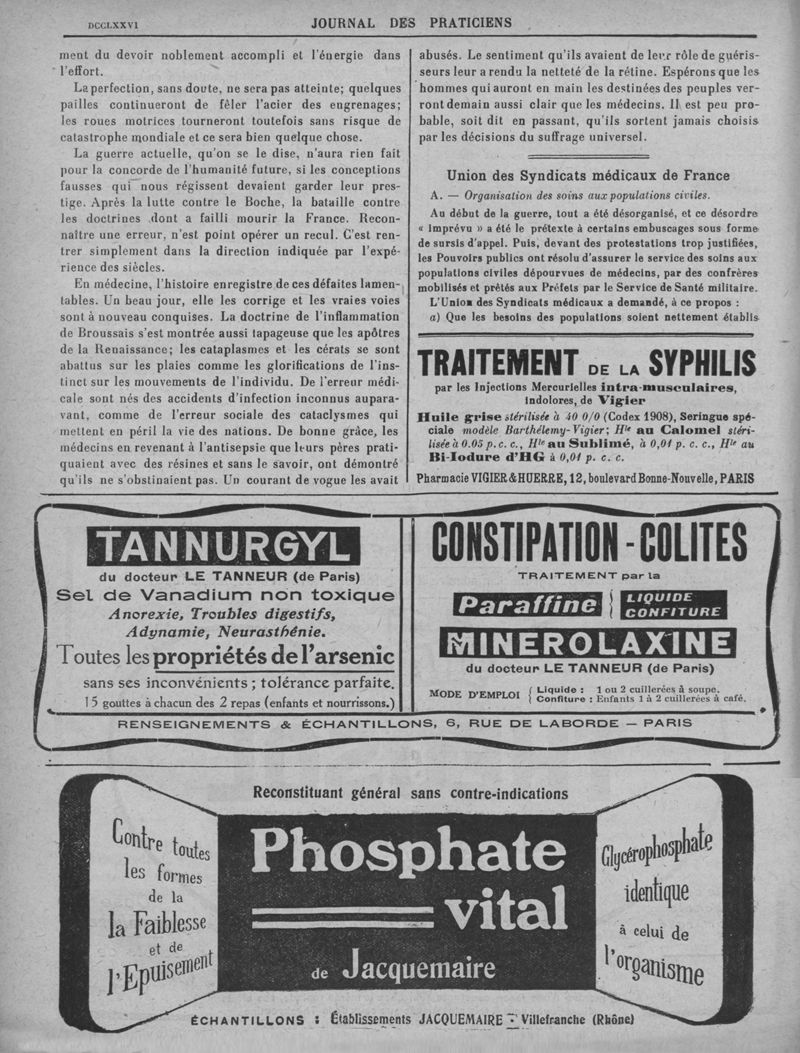 DCCLXXVI
JOURNAL DES PRATICIENS
ment du devoir noblement accompli et l'énergie dans
l'effort.
La perfection, sans doute, ne sera pas atteinte; quelques
pailles continueront de fêler l'acier des engrenages;
les roues motrices tourneront toutefois sans risque de
catastrophe mondiale et ce sera bien quelque chose.
La guerre actuelle, qu'on se le dise, n'aura rien fait
pour la concorde de l'humanité future, si les conceptions
fausses qui nous régissent devaient garder leur pres-
tige. Après la lutte contre le Boche, la bataille contre
les doctrines dont a failli mourir la France. Recon-
naître une erreur, n'est point opérer un recul. C'est ren-
trer simplement dans la direction indiquée par l'expé-
rience des siècles.
En médecine, l'histoire enregistre de ces défaites lamen-
tables. Un beau jour, elle les corrige et les vraies voies
sont à nouveau conquises. La doctrine de l'inflammation
de Broussais s'est montrée aussi tapageuse que les apôtres
de la Renaissance; les cataplasmes et les cérats se sont
abattus sur les plaies comme les glorifications de l'ins-
tinct sur les mouvements de l'individu. De l'erreur médi-
cale sont nés des accidents d'infection inconnus aupara-
vant, comme de l'erreur sociale des cataclysmes qui
mettent en péril la vie des nations. De bonne grâce, les
médecins en revenant à l'antisepsie que leurs pères prati-
quaient avec des résines et sans le savoir, ont démontré
qu'ils ne s'obstinaient pas. Un courant de vogue les avait
abusés. Le sentiment qu'ils avaient de leur rôle de guéris-
seurs leur a rendu la netteté de la rétine. Espérons que les
hommes qui auront en main les destinées des peuples ver-
ront demain aussi clair que les médecins. Il est peu pro-
bable, soit dit en passant, qu'ils sortent jamais choisis
par les décisions du suffrage universel.
Union des Syndicats médicaux de France
A. — Organisation des soins aux populations civiles.
Au début de la guerre, tout a été désorganisé, et ce désordre
« imprévu » a été le prétexte à certains embuscages sous forme
de sursis d'appel. Puis, devant des protestations trop justifiées,
les Pouvoirs publics ont résolu d'assurer le service des soins aux
populations civiles dépourvues de médecins, par des confrères
mobilisés et prêtés aux Préfets par le Service de Santé militaire.
L'Union des Syndicats médicaux a demandé, à ce propos :
a) Que les besoins des populations soient nettement établis
TRAITEMENT DE LA SYPHILIS
par les Injections Mercurielles intra-musculaires,
indolores, de Vigier
Huile grise stérilisée à 40 0/0 (Codex 1908), Seringue spé-
ciale modèle Barthélemy-Vigier; Hle au Calomel stéri-
lisée à 0.05 p. c. c., Hle au Sublimé, à 0,01 p. c. c., Hle au
Bi-Iodure d'HG à 0,01 p. c. c.
Pharmacie VIGIER & HUERRE, 12, boulevard Bonne-Nouvelle, PARIS
TANNURGYL
du docteur LE TANNEUR (de Paris)
Sel de Vanadium non toxique
Anorexie, Troubles digestifs,
Adynamie, Neurasthénie.
Toutes les propriétés de l'arsenic
sans ses inconvénients ; tolérance parfaite.
15 gouttes à chacun des 2 repas (enfants et nourrissons.)
CONSTIPATION - COLITES
TRAITEMENT par la
Paraffine { LIQUIDE
CONFITURE
MINEROLAXINE
du docteur LE TANNEUR (de Paris)
MODE D'EMPLOI { Liquide : 1 ou 2 cuillerées à soupe.
Confiture : Enfants 1 à 2 cuillerées à café.
RENSEIGNEMENTS & ÉCHANTILLONS, 6, RUE DE LABORDE — PARIS
Reconstituant général sans contre-indications
Contre toutes
les formes
de la
la Faiblesse
et de
l'Epuisement
Phosphate
vital
de Jacquemaire
Glycérophosphate
identique
à celui de
l'organisme
ÉCHANTILLONS : Établissements JACQUEMAIRE - Villefranche (Rhône)